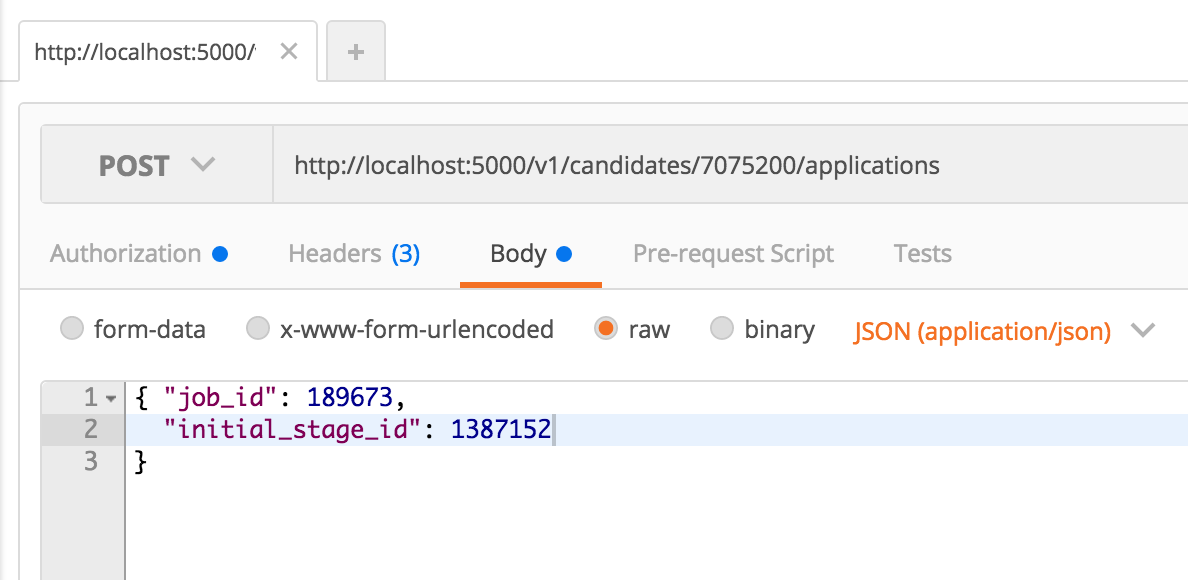 http://localhost:5000/
POST http://localhost:5000/v1/candidates/7075200/applications
Authorization Headers (3) Body Pre-request Script Tests
form-data x-www-form-urlencoded raw binary JSON (application/json)
1 { "job_id": 189673,
2 "initial_stage_id": 1387152
3 }